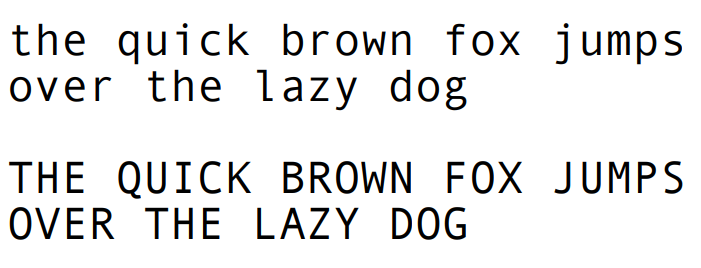 the quick brown fox jumps
over the lazy dog
THE QUICK BROWN FOX JUMPS
OVER THE LAZY DOG